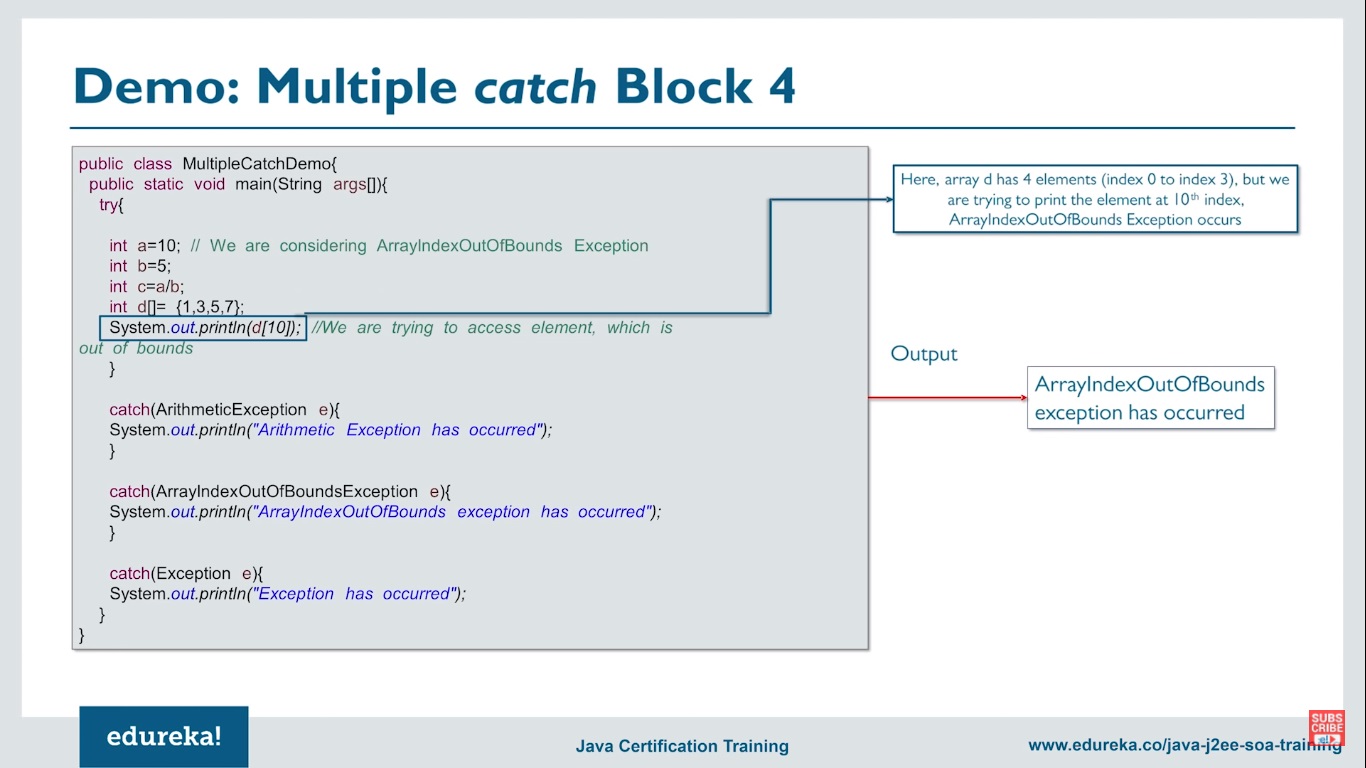 Demo: Multiple catch Block 4
public class MultipleCatchDemo{
public static void main(String args[]){
try{
int a=10; // We are considering ArrayIndexOutOfBounds Exception
int b=5;
int c=a/b;
int d[]= {1,3,5,7};
System.out.println(d[10]); //We are trying to access element, which is
out of bounds
}
catch(ArithmeticException e){
System.out.println("Arithmetic Exception has occurred");
}
catch(ArrayIndexOutOfBoundsException e){
System.out.println("ArrayIndexOutOfBounds exception has occurred");
}
catch(Exception e){
System.out.println("Exception has occurred");
}
}
Here, array d has 4 elements (index 0 to index 3), but we
are trying to print the element at 10th index,
ArrayIndexOutOfBounds Exception occurs
Output
ArrayIndexOutOfBounds
exception has occurred
edureka!
Java Certification Training
www.edureka.co/java-j2ee-soa-training
SUBS
CRIBE